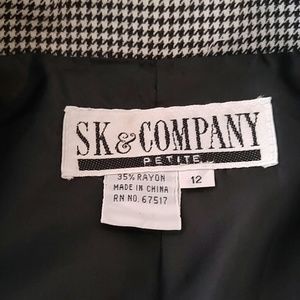 SK & COMPANY
PETITE
35% RAYON
MADE IN CHINA
RN NO. 67517
12